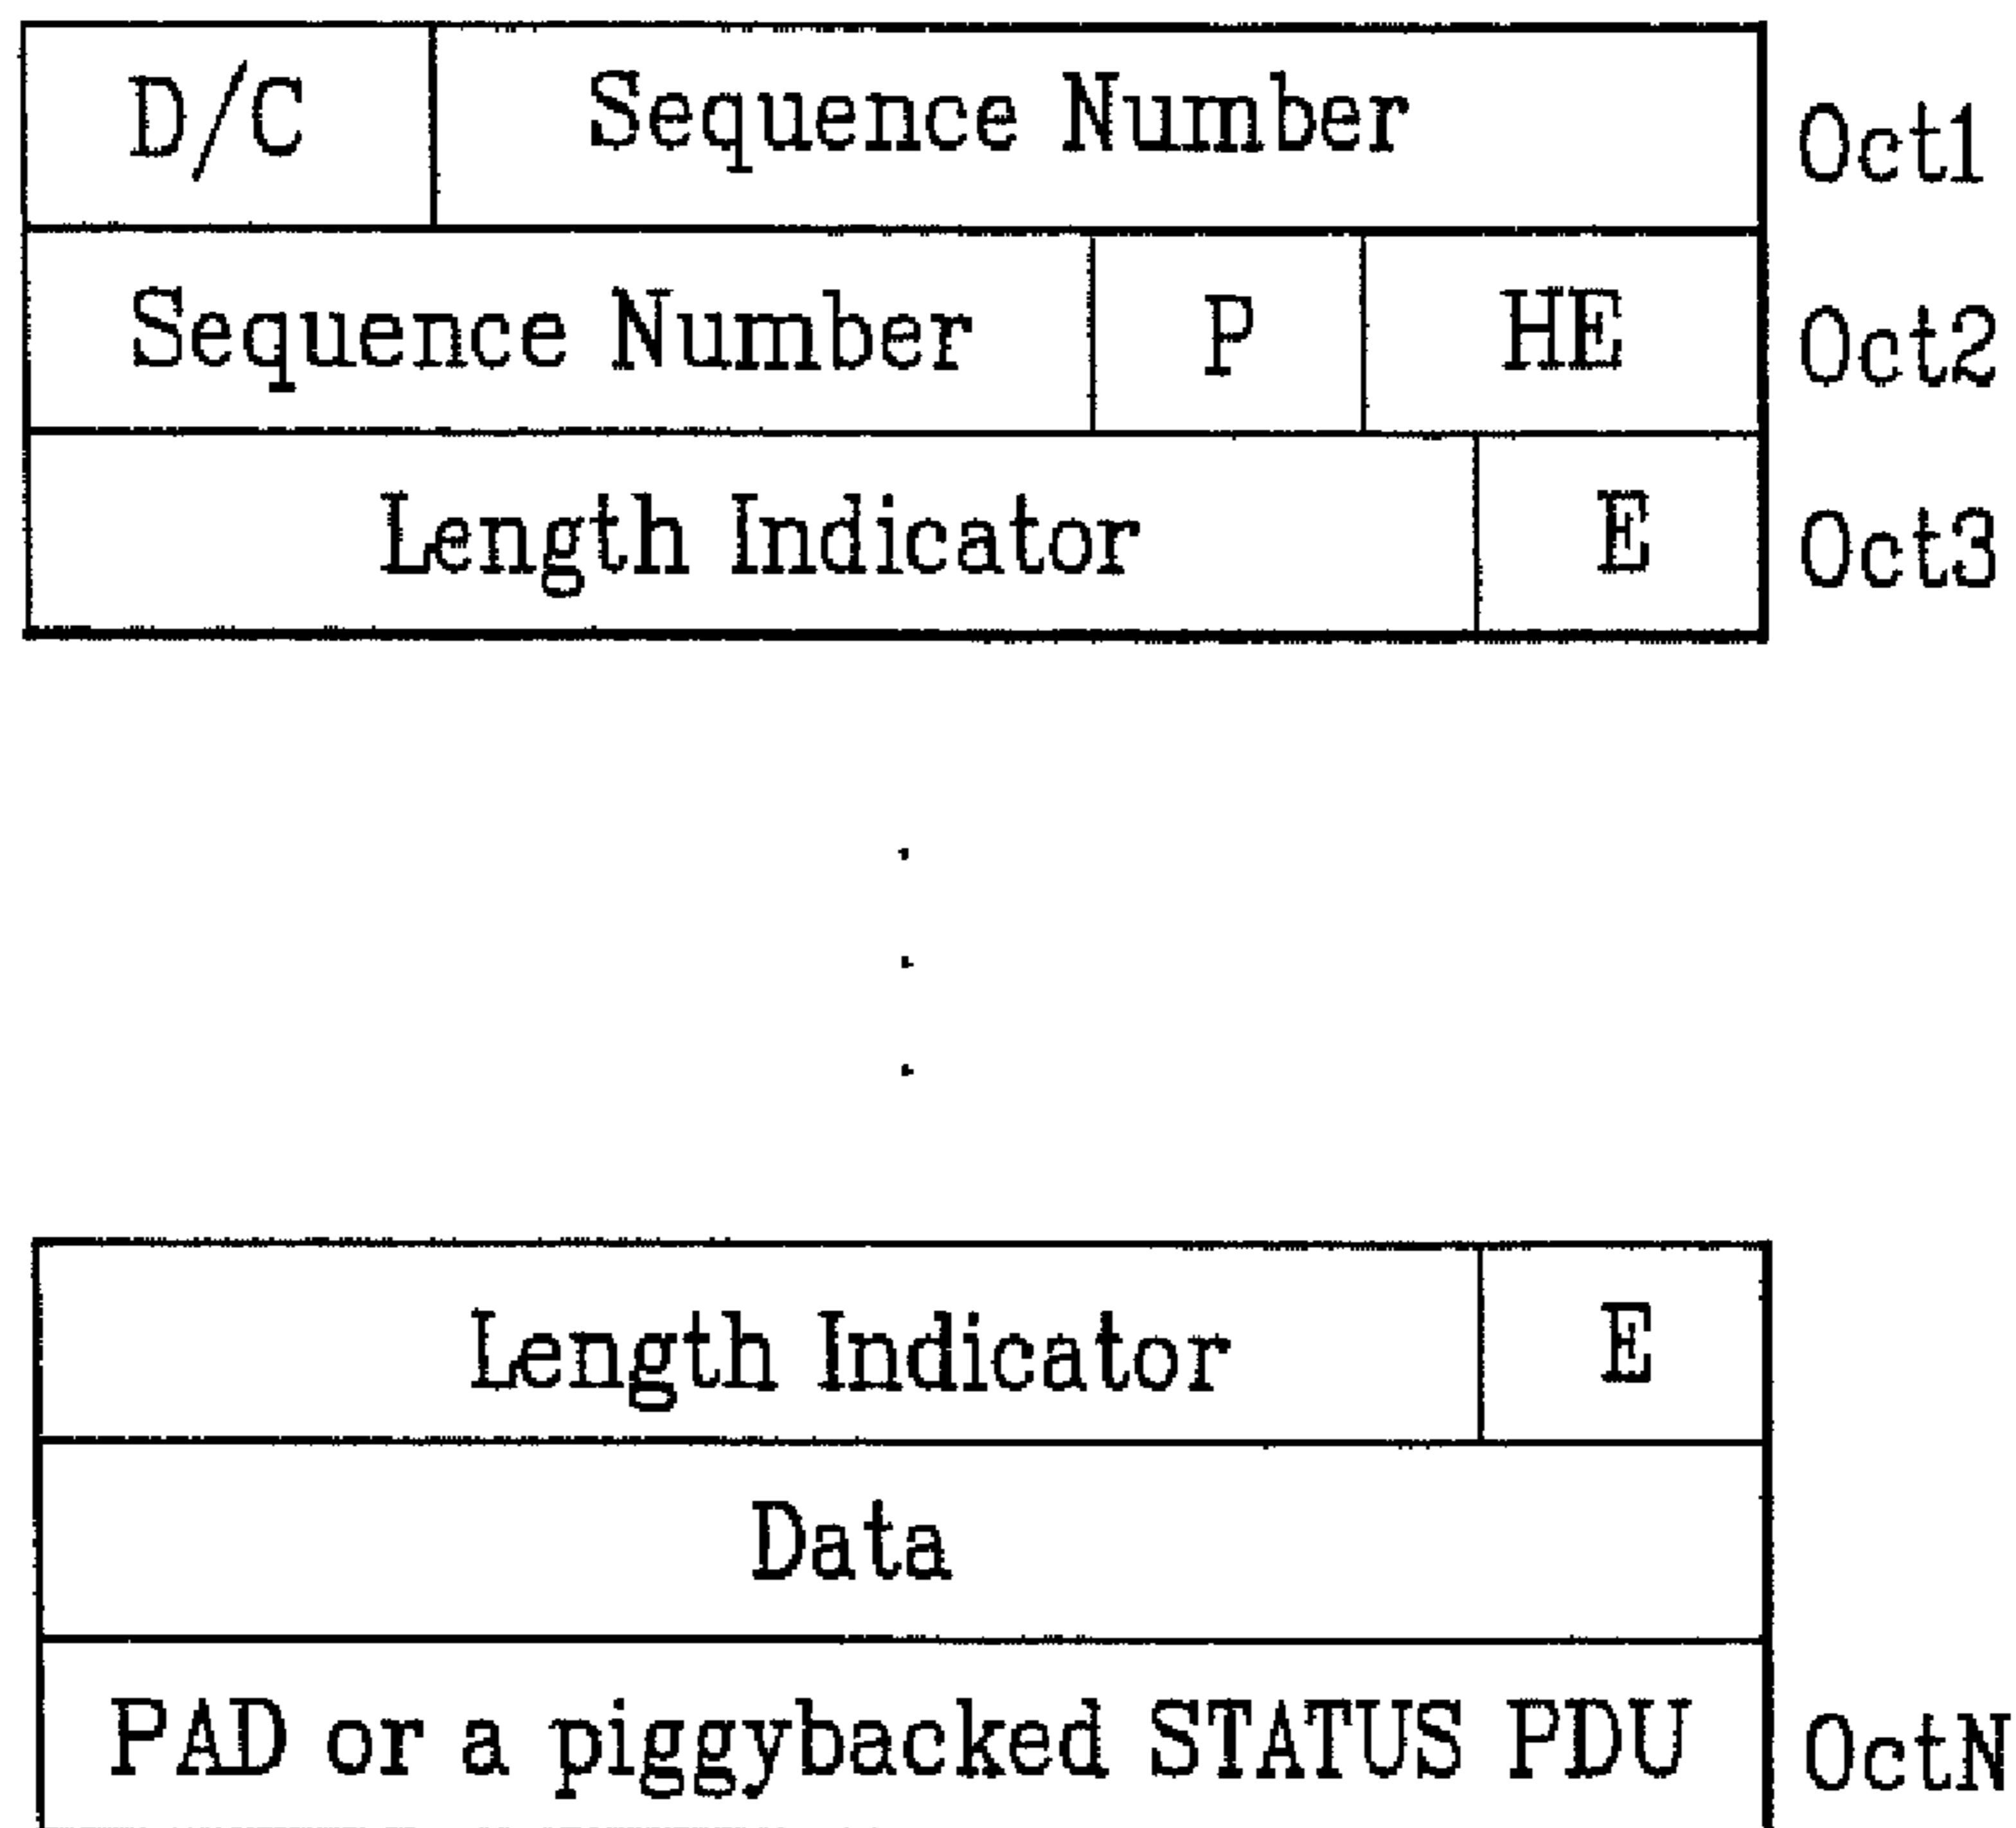 D/C Sequence Number Oct1
Sequence Number P HE Oct2
Length Indicator E Oct3
Length Indicator E
Data
PAD or a piggybacked STATUS PDU OctN